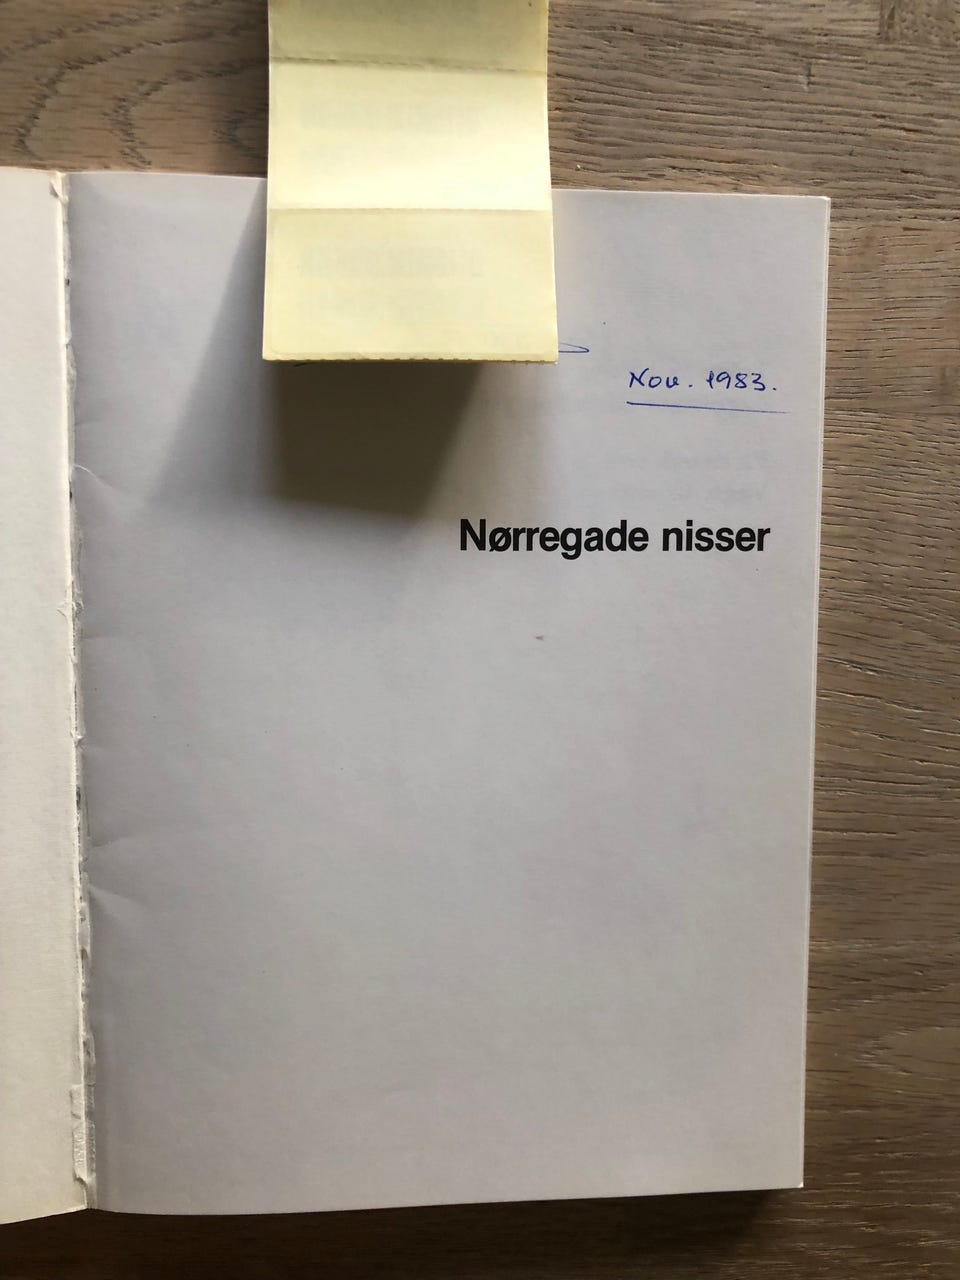 Nov. 1983.
Nørregade nisser